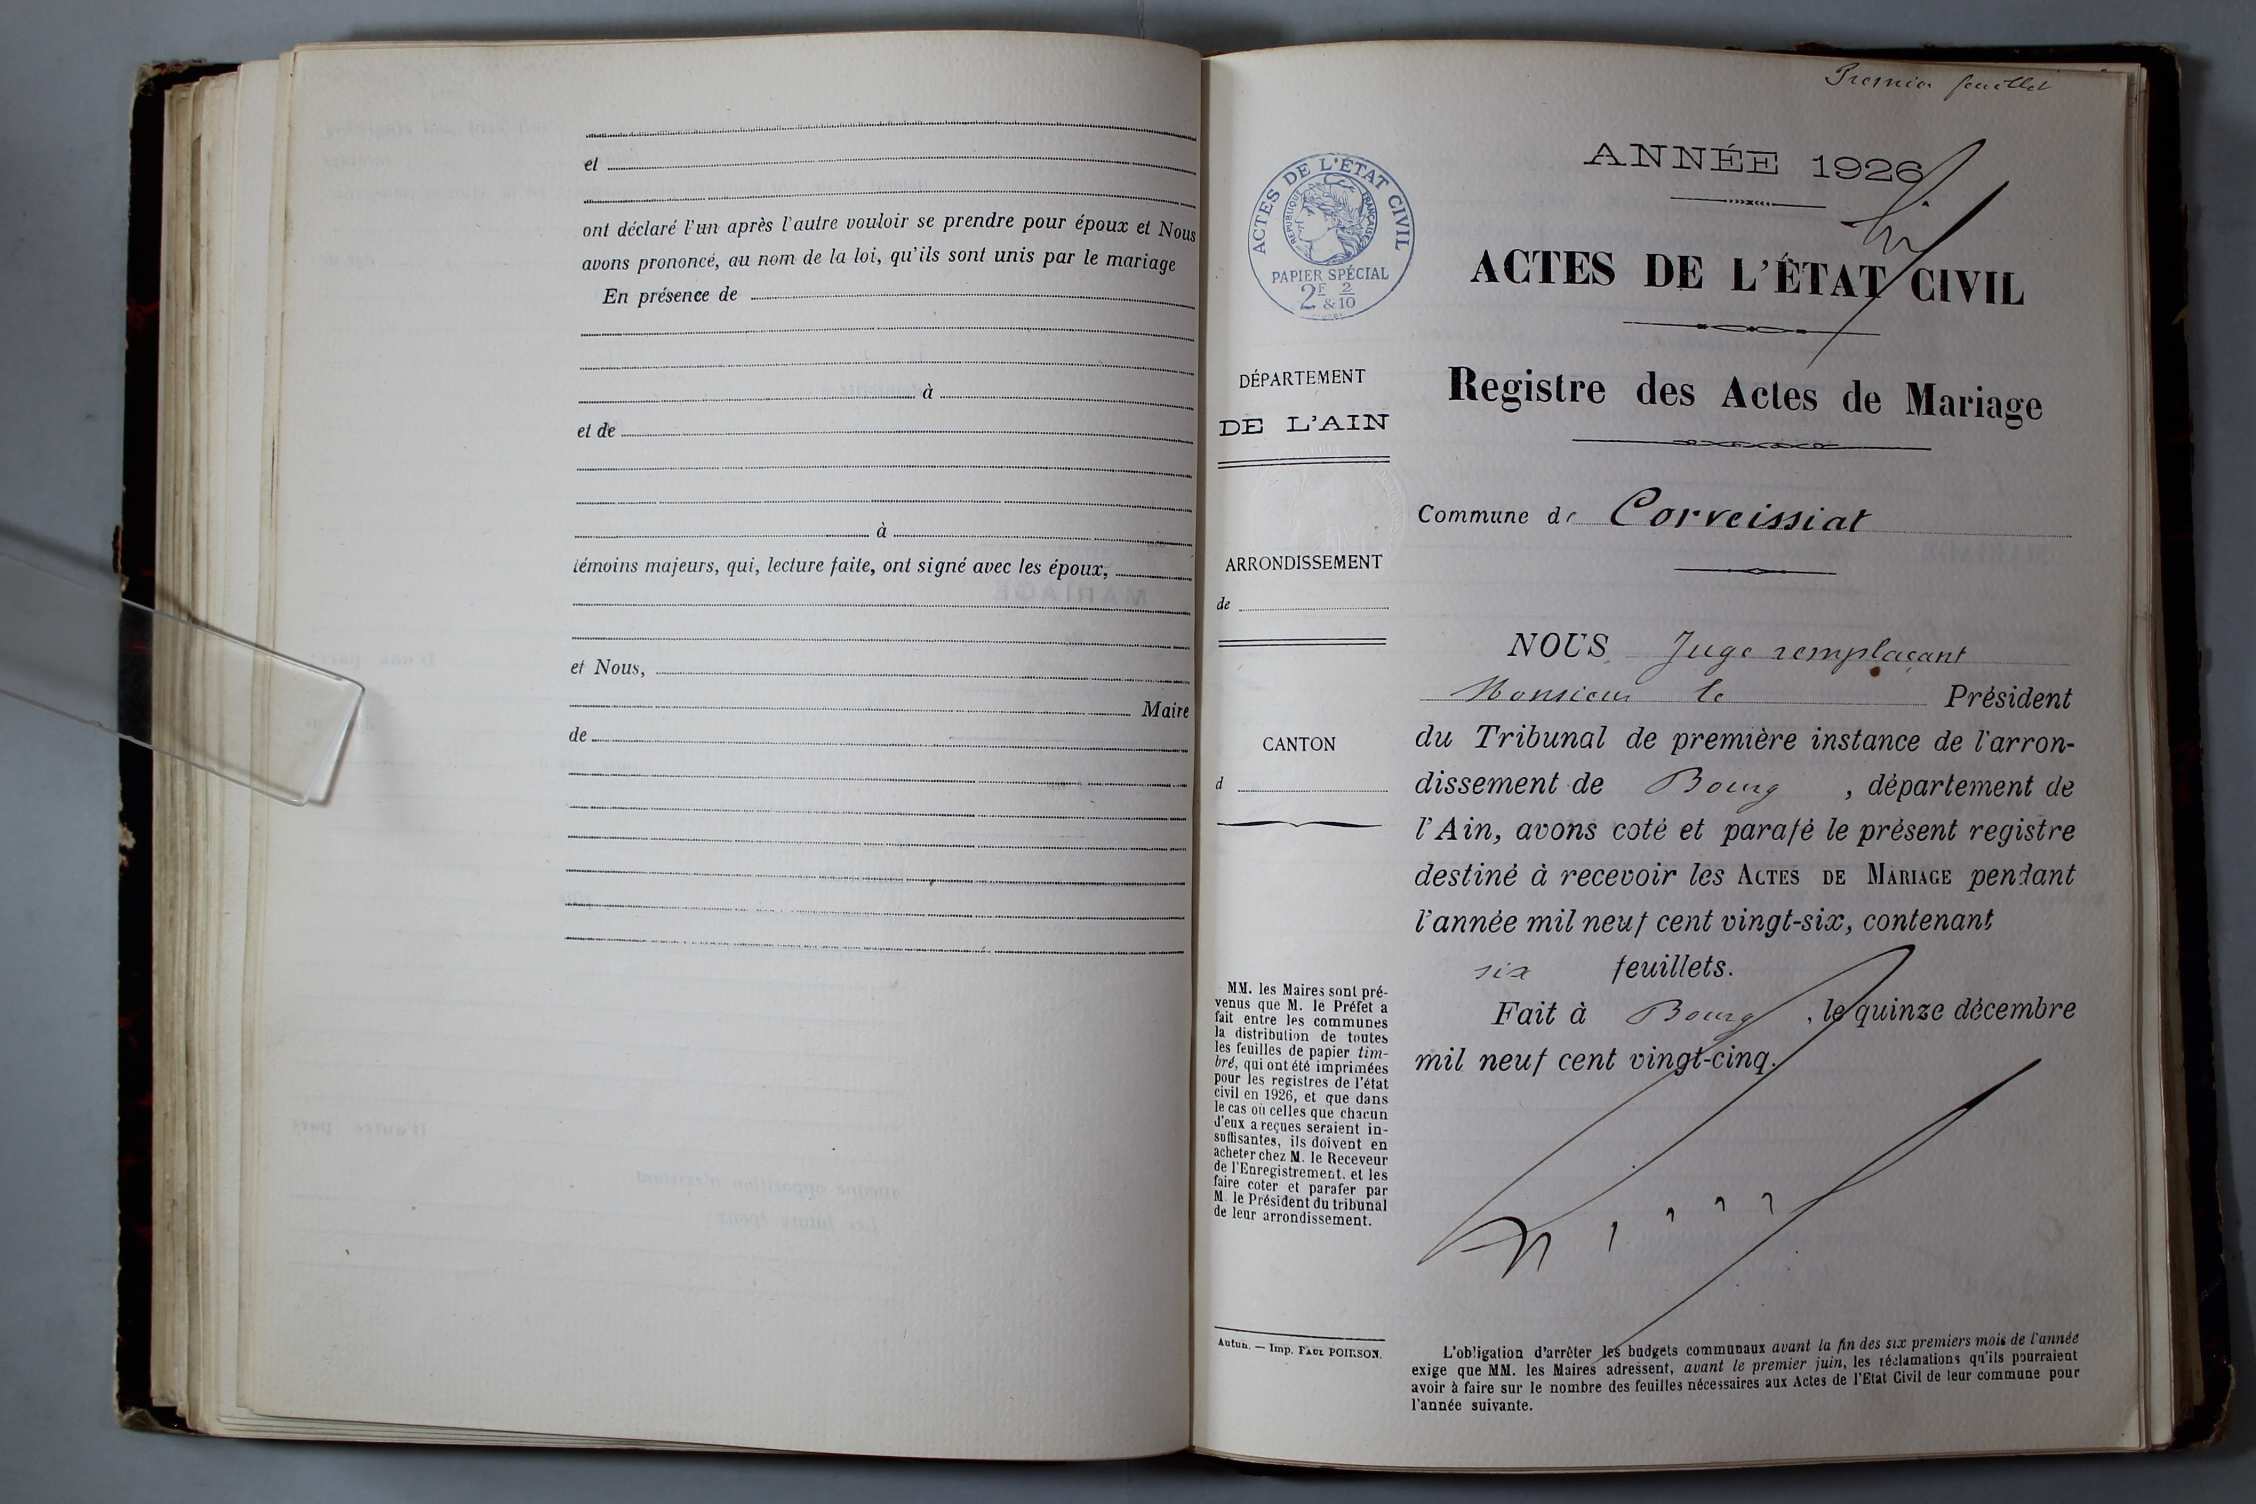 et
ont déclaré l'un après l'autre vouloir se prendre pour époux et Nous
avons prononcé, au nom de la loi, qu'ils sont unis par le mariage
En présence de
à
et de
à
témoins majeurs, qui, lecture faite, ont signé avec les époux,
et Nous,
Maire
de
Premier feuillet
ANNÉE 1926
ACTES DE L'ÉTAT CIVIL
RÉPUBLIQUE FRANÇAISE
PAPIER SPÉCIAL
2F & 2/10
ACTES DE L'ÉTAT CIVIL
Registre des Actes de Mariage
DÉPARTEMENT
DE L'AIN
Commune de Corveissiat
ARRONDISSEMENT
de
CANTON
d
NOUS Juge remplaçant
Monsieur le Président
du Tribunal de première instance de l'arron-
dissement de Bourg, département de
l'Ain, avons coté et parafé le présent registre
destiné à recevoir les ACTES DE MARIAGE pendant
l'année mil neuf cent vingt-six, contenant
six feuillets.
Fait à Bourg, le quinze décembre
mil neuf cent vingt-cinq.
MM. les Maires sont pré-
venus que M. le Préfet a
fait entre les communes
la distribution de toutes
les feuilles de papier tim-
bré, qui ont été imprimées
pour les registres de l'état
civil en 1926, et que dans
le cas où celles que chacun
d'eux a reçues seraient in-
suffisantes, ils doivent en
acheter chez M. le Receveur
de l'Enregistrement. et les
faire coter et parafer par
M. le Président du tribunal
de leur arrondissement.
Autun. — Imp. PAUL POIRSON.
L'obligation d'arrêter les budgets communaux avant la fin des six premiers mois de l'année
exige que MM. les Maires adressent, avant le premier juin, les réclamations qu'ils pourraient
avoir à faire sur le nombre des feuilles nécessaires aux Actes de l'Etat Civil de leur commune pour
l'année suivante.